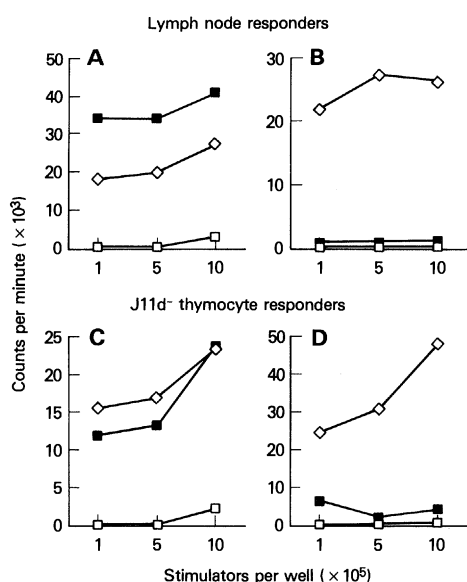 Lymph node responders
A
50
40
30
20
10
0
1 5 10
B
30
20
10
0
1 5 10
Counts per minute (× 10³)
J11d⁻ thymocyte responders
C
25
20
15
10
5
0
1 5 10
D
50
40
30
20
10
0
1 5 10
Stimulators per well (× 10⁵)